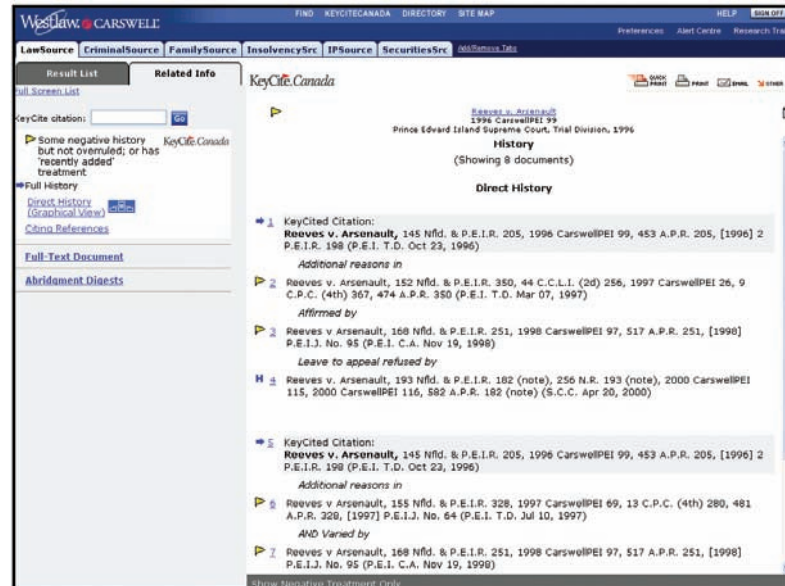 FIND KEYCITECANADA DIRECTORY SITE MAP HELP SIGN OFF
Westlaw. CARSWELL
Preferences Alert Centre Research Trail
LawSource CriminalSource FamilySource InsolvencySrc IPSource SecuritiesSrc Add/Remove Tabs
Result List Related Info
Full Screen List
KeyCite citation: Go
Some negative history but not overruled; or has 'recently added' treatment
KeyCite.Canada
Full History
Direct History
(Graphical View)
Citing References
Full-Text Document
Abridgment Digests
KeyCite.Canada
QUICK PRINT PRINT EMAIL OTHER
Reeves v. Arsenault
1996 CarswellPEI 99
Prince Edward Island Supreme Court, Trial Division, 1996
History
(Showing 8 documents)
Direct History
1 KeyCited Citation:
Reeves v. Arsenault, 145 Nfld. & P.E.I.R. 205, 1996 CarswellPEI 99, 453 A.P.R. 205, [1996] 2
P.E.I.R. 198 (P.E.I. T.D. Oct 23, 1996)
Additional reasons in
2 Reeves v. Arsenault, 152 Nfld. & P.E.I.R. 350, 44 C.C.L.I. (2d) 256, 1997 CarswellPEI 26, 9
C.P.C. (4th) 367, 474 A.P.R. 350 (P.E.I. T.D. Mar 07, 1997)
Affirmed by
3 Reeves v Arsenault, 168 Nfld. & P.E.I.R. 251, 1998 CarswellPEI 97, 517 A.P.R. 251, [1998]
P.E.I.J. No. 95 (P.E.I. C.A. Nov 19, 1998)
Leave to appeal refused by
H 4 Reeves v. Arsenault, 193 Nfld. & P.E.I.R. 182 (note), 256 N.R. 193 (note), 2000 CarswellPEI
115, 2000 CarswellPEI 116, 582 A.P.R. 182 (note) (S.C.C. Apr 20, 2000)
5 KeyCited Citation:
Reeves v. Arsenault, 145 Nfld. & P.E.I.R. 205, 1996 CarswellPEI 99, 453 A.P.R. 205, [1996] 2
P.E.I.R. 198 (P.E.I. T.D. Oct 23, 1996)
Additional reasons in
6 Reeves v Arsenault, 155 Nfld. & P.E.I.R. 328, 1997 CarswellPEI 69, 13 C.P.C. (4th) 280, 481
A.P.R. 328, [1997] P.E.I.J. No. 64 (P.E.I. T.D. Jul 10, 1997)
AND Varied by
7 Reeves v Arsenault, 168 Nfld. & P.E.I.R. 251, 1998 CarswellPEI 97, 517 A.P.R. 251, [1998]
P.E.I.J. No. 95 (P.E.I. C.A. Nov 19, 1998)
Show Negative Treatment Only